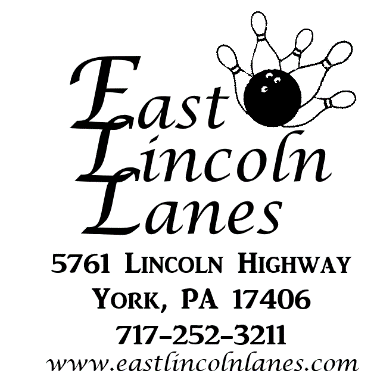 East
Lincoln
Lanes
5761 Lincoln Highway
York, PA 17406
717-252-3211
www.eastlincolnlanes.com